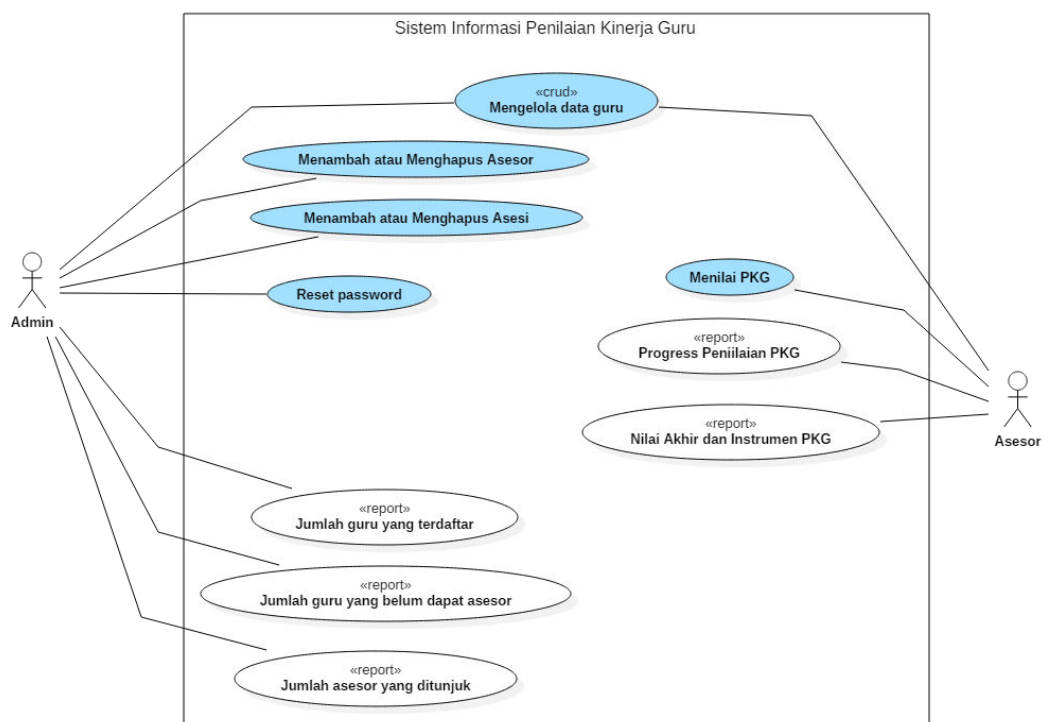 Sistem Informasi Penilaian Kinerja Guru
«crud»
Mengelola data guru
Menambah atau Menghapus Asesor
Menambah atau Menghapus Asesi
Reset password
Menilai PKG
Admin
«report»
Progress Peniilaian PKG
«report»
Nilai Akhir dan Instrumen PKG
Asesor
«report»
Jumlah guru yang terdaftar
«report»
Jumlah guru yang belum dapat asesor
«report»
Jumlah asesor yang ditunjuk